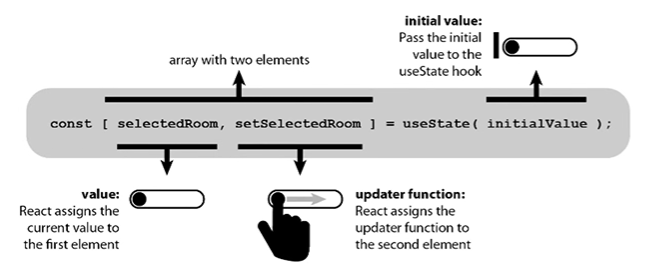 initial value:
Pass the initial
value to the
useState hook
array with two elements
const [ selectedRoom, setSelectedRoom ] = useState( initialValue );
value:
React assigns the
current value to
the first element
updater function:
React assigns the
updater function to
the second element